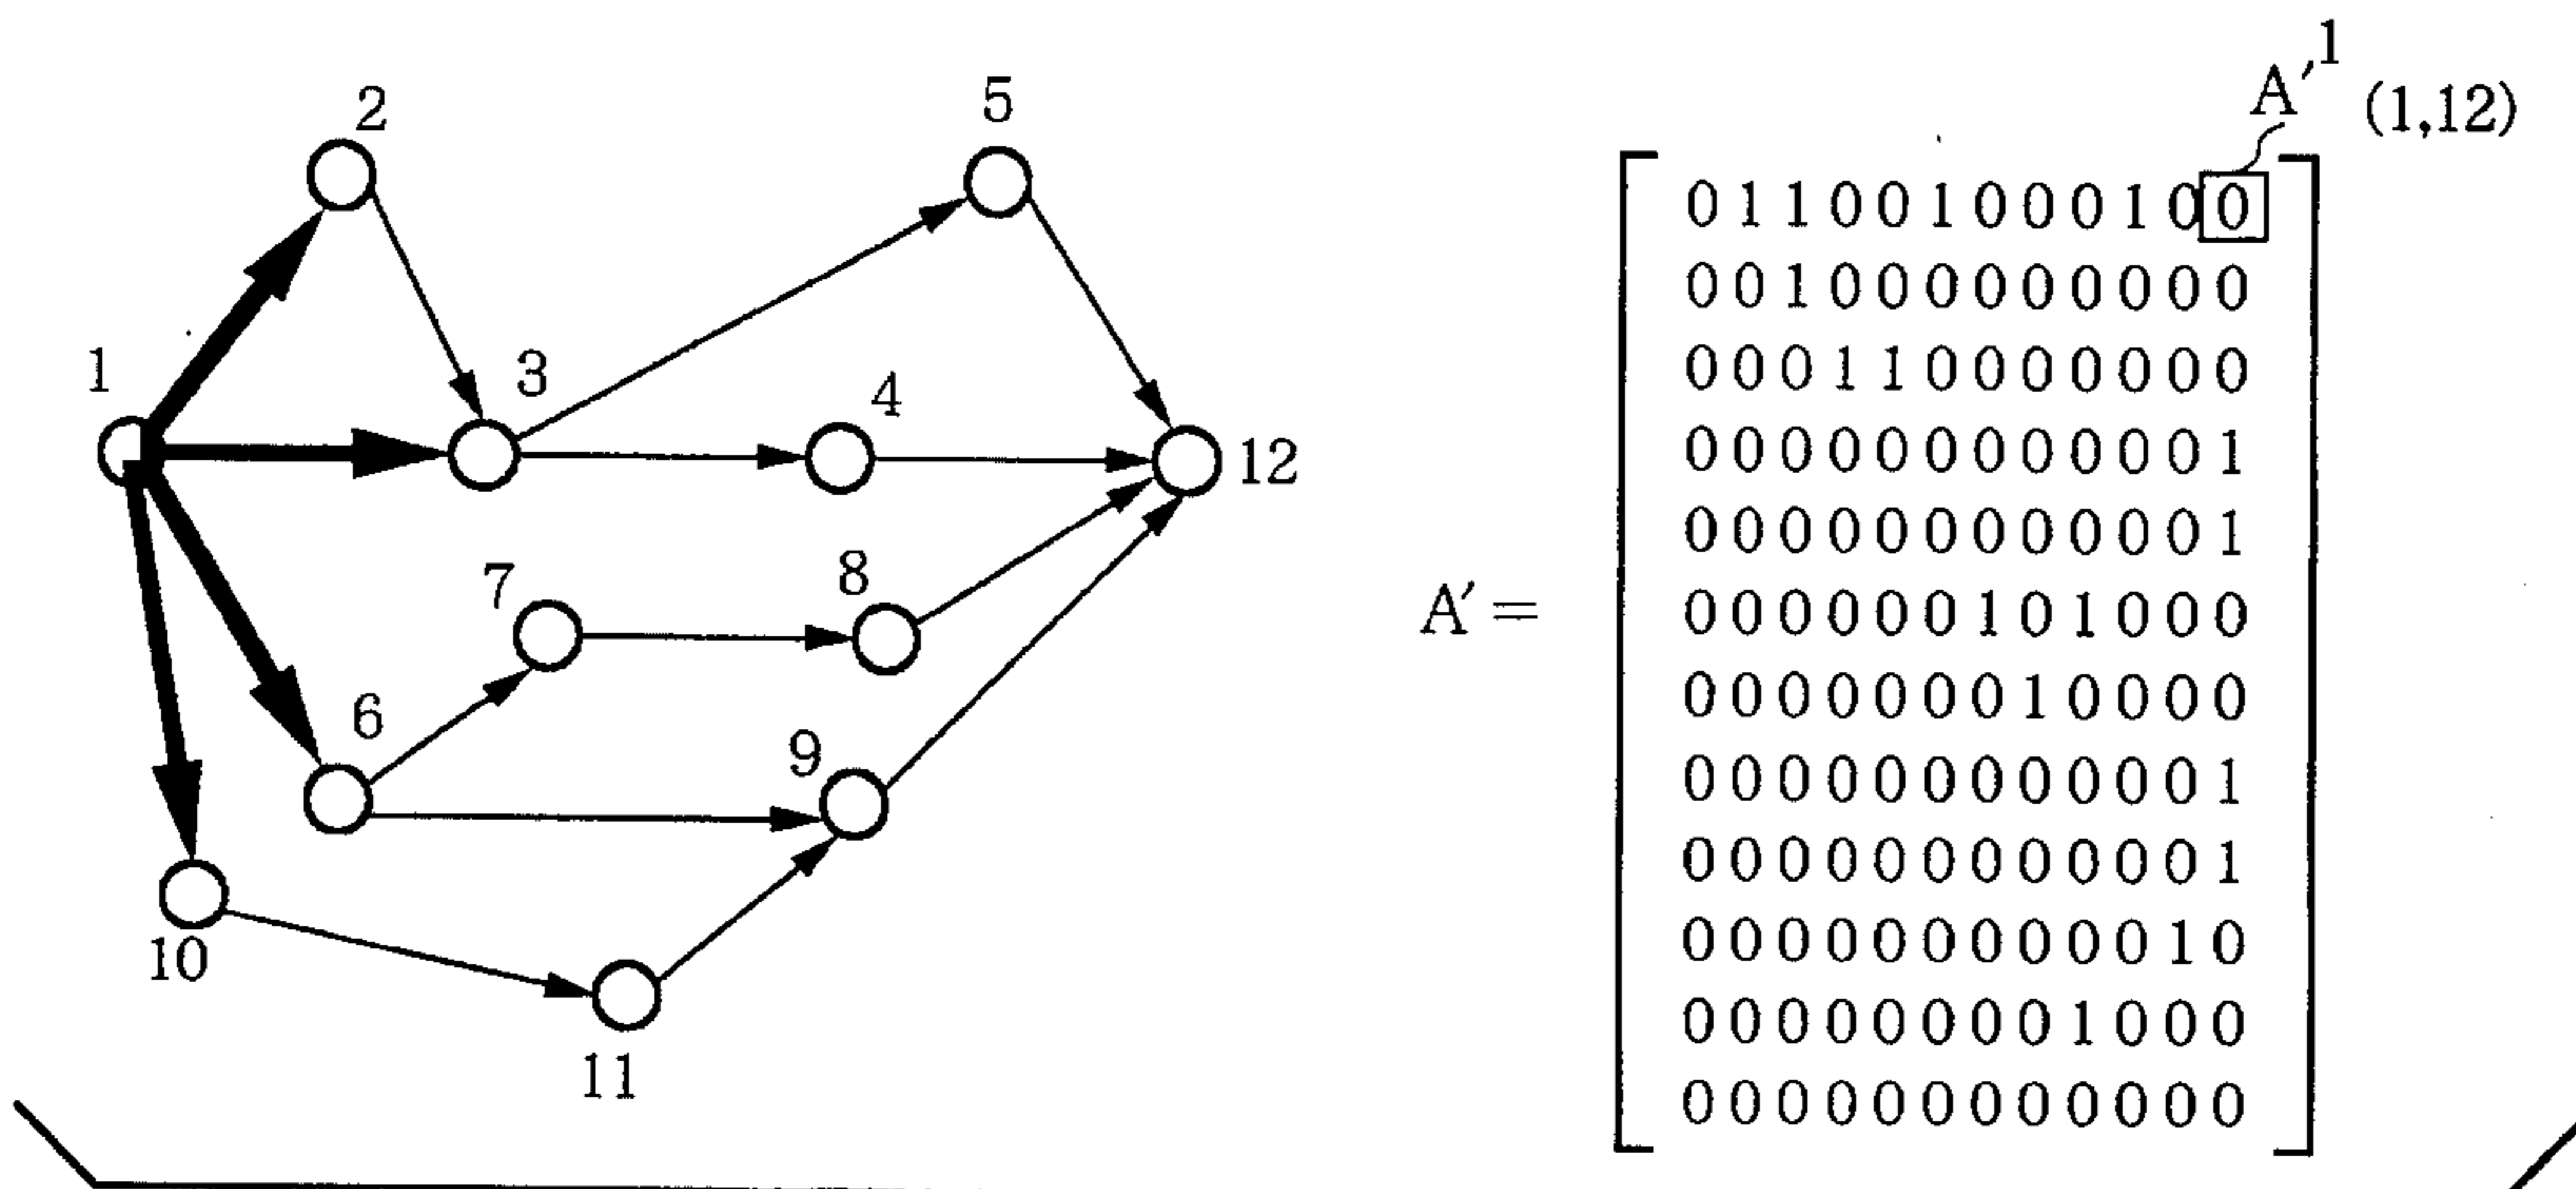 2
5
1
3
4
12
7
8
6
9
10
11
A′¹ (1,12)
A′ =
0 1 1 0 0 1 0 0 0 1 0 0
0 0 1 0 0 0 0 0 0 0 0 0
0 0 0 1 1 0 0 0 0 0 0 0
0 0 0 0 0 0 0 0 0 0 0 1
0 0 0 0 0 0 0 0 0 0 0 1
0 0 0 0 0 0 1 0 1 0 0 0
0 0 0 0 0 0 0 1 0 0 0 0
0 0 0 0 0 0 0 0 0 0 0 1
0 0 0 0 0 0 0 0 0 0 0 1
0 0 0 0 0 0 0 0 0 0 1 0
0 0 0 0 0 0 0 0 1 0 0 0
0 0 0 0 0 0 0 0 0 0 0 0